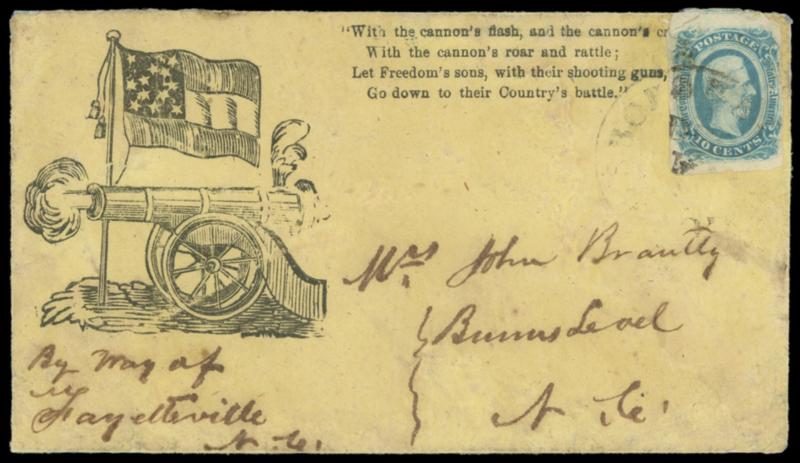 "With the cannon's flash, and the cannon's
With the cannon's roar and rattle;
Let Freedom's sons, with their shooting guns,
Go down to their Country's battle."
POSTAGE
10 CENTS
Mrs John Brantly
Bunns Level
N. C.
By Way of
Fayetteville
N. C.